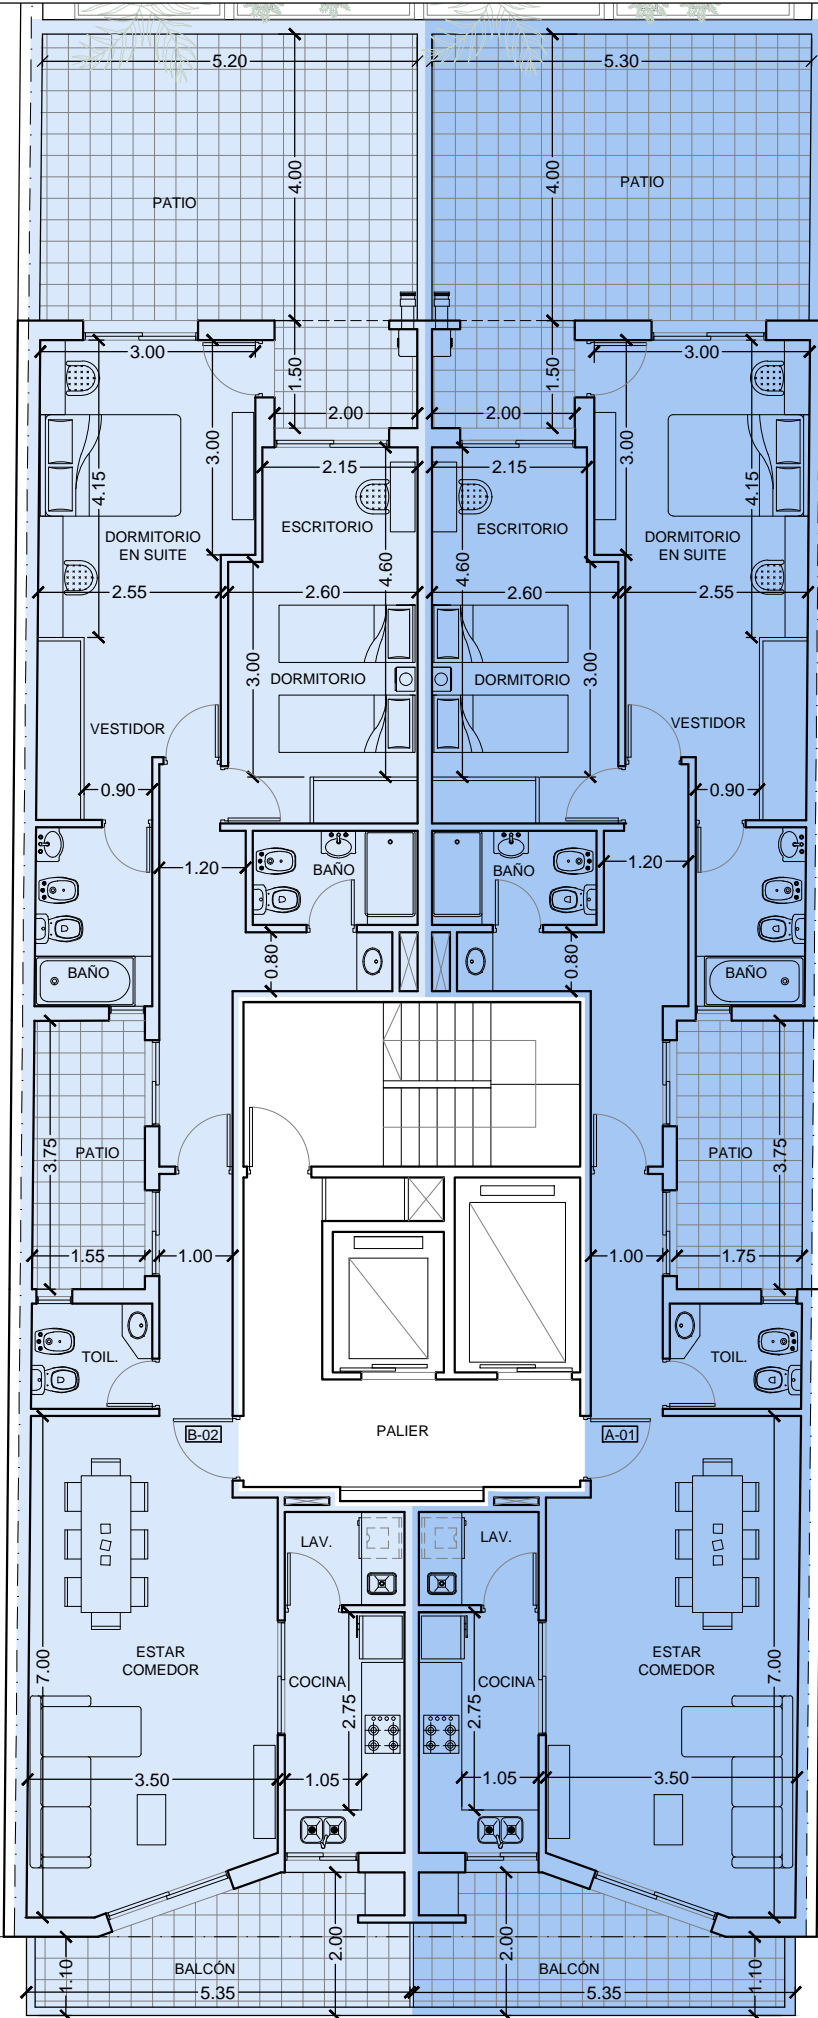 5.20
5.30
4.00
4.00
PATIO
PATIO
3.00
3.00
1.50
1.50
2.00
2.00
3.00
3.00
4.15
4.15
2.15
2.15
ESCRITORIO
ESCRITORIO
DORMITORIO
EN SUITE
DORMITORIO
EN SUITE
4.60
4.60
2.55
2.60
2.60
2.55
3.00
3.00
DORMITORIO
DORMITORIO
VESTIDOR
VESTIDOR
0.90
0.90
1.20
1.20
BAÑO
BAÑO
0.80
0.80
BAÑO
BAÑO
3.75
3.75
PATIO
PATIO
1.55
1.00
1.00
1.75
TOIL.
TOIL.
B-02
PALIER
A-01
LAV.
LAV.
ESTAR
COMEDOR
ESTAR
COMEDOR
7.00
7.00
COCINA
COCINA
2.75
2.75
3.50
1.05
1.05
3.50
2.00
2.00
1.10
1.10
BALCÓN
BALCÓN
5.35
5.35